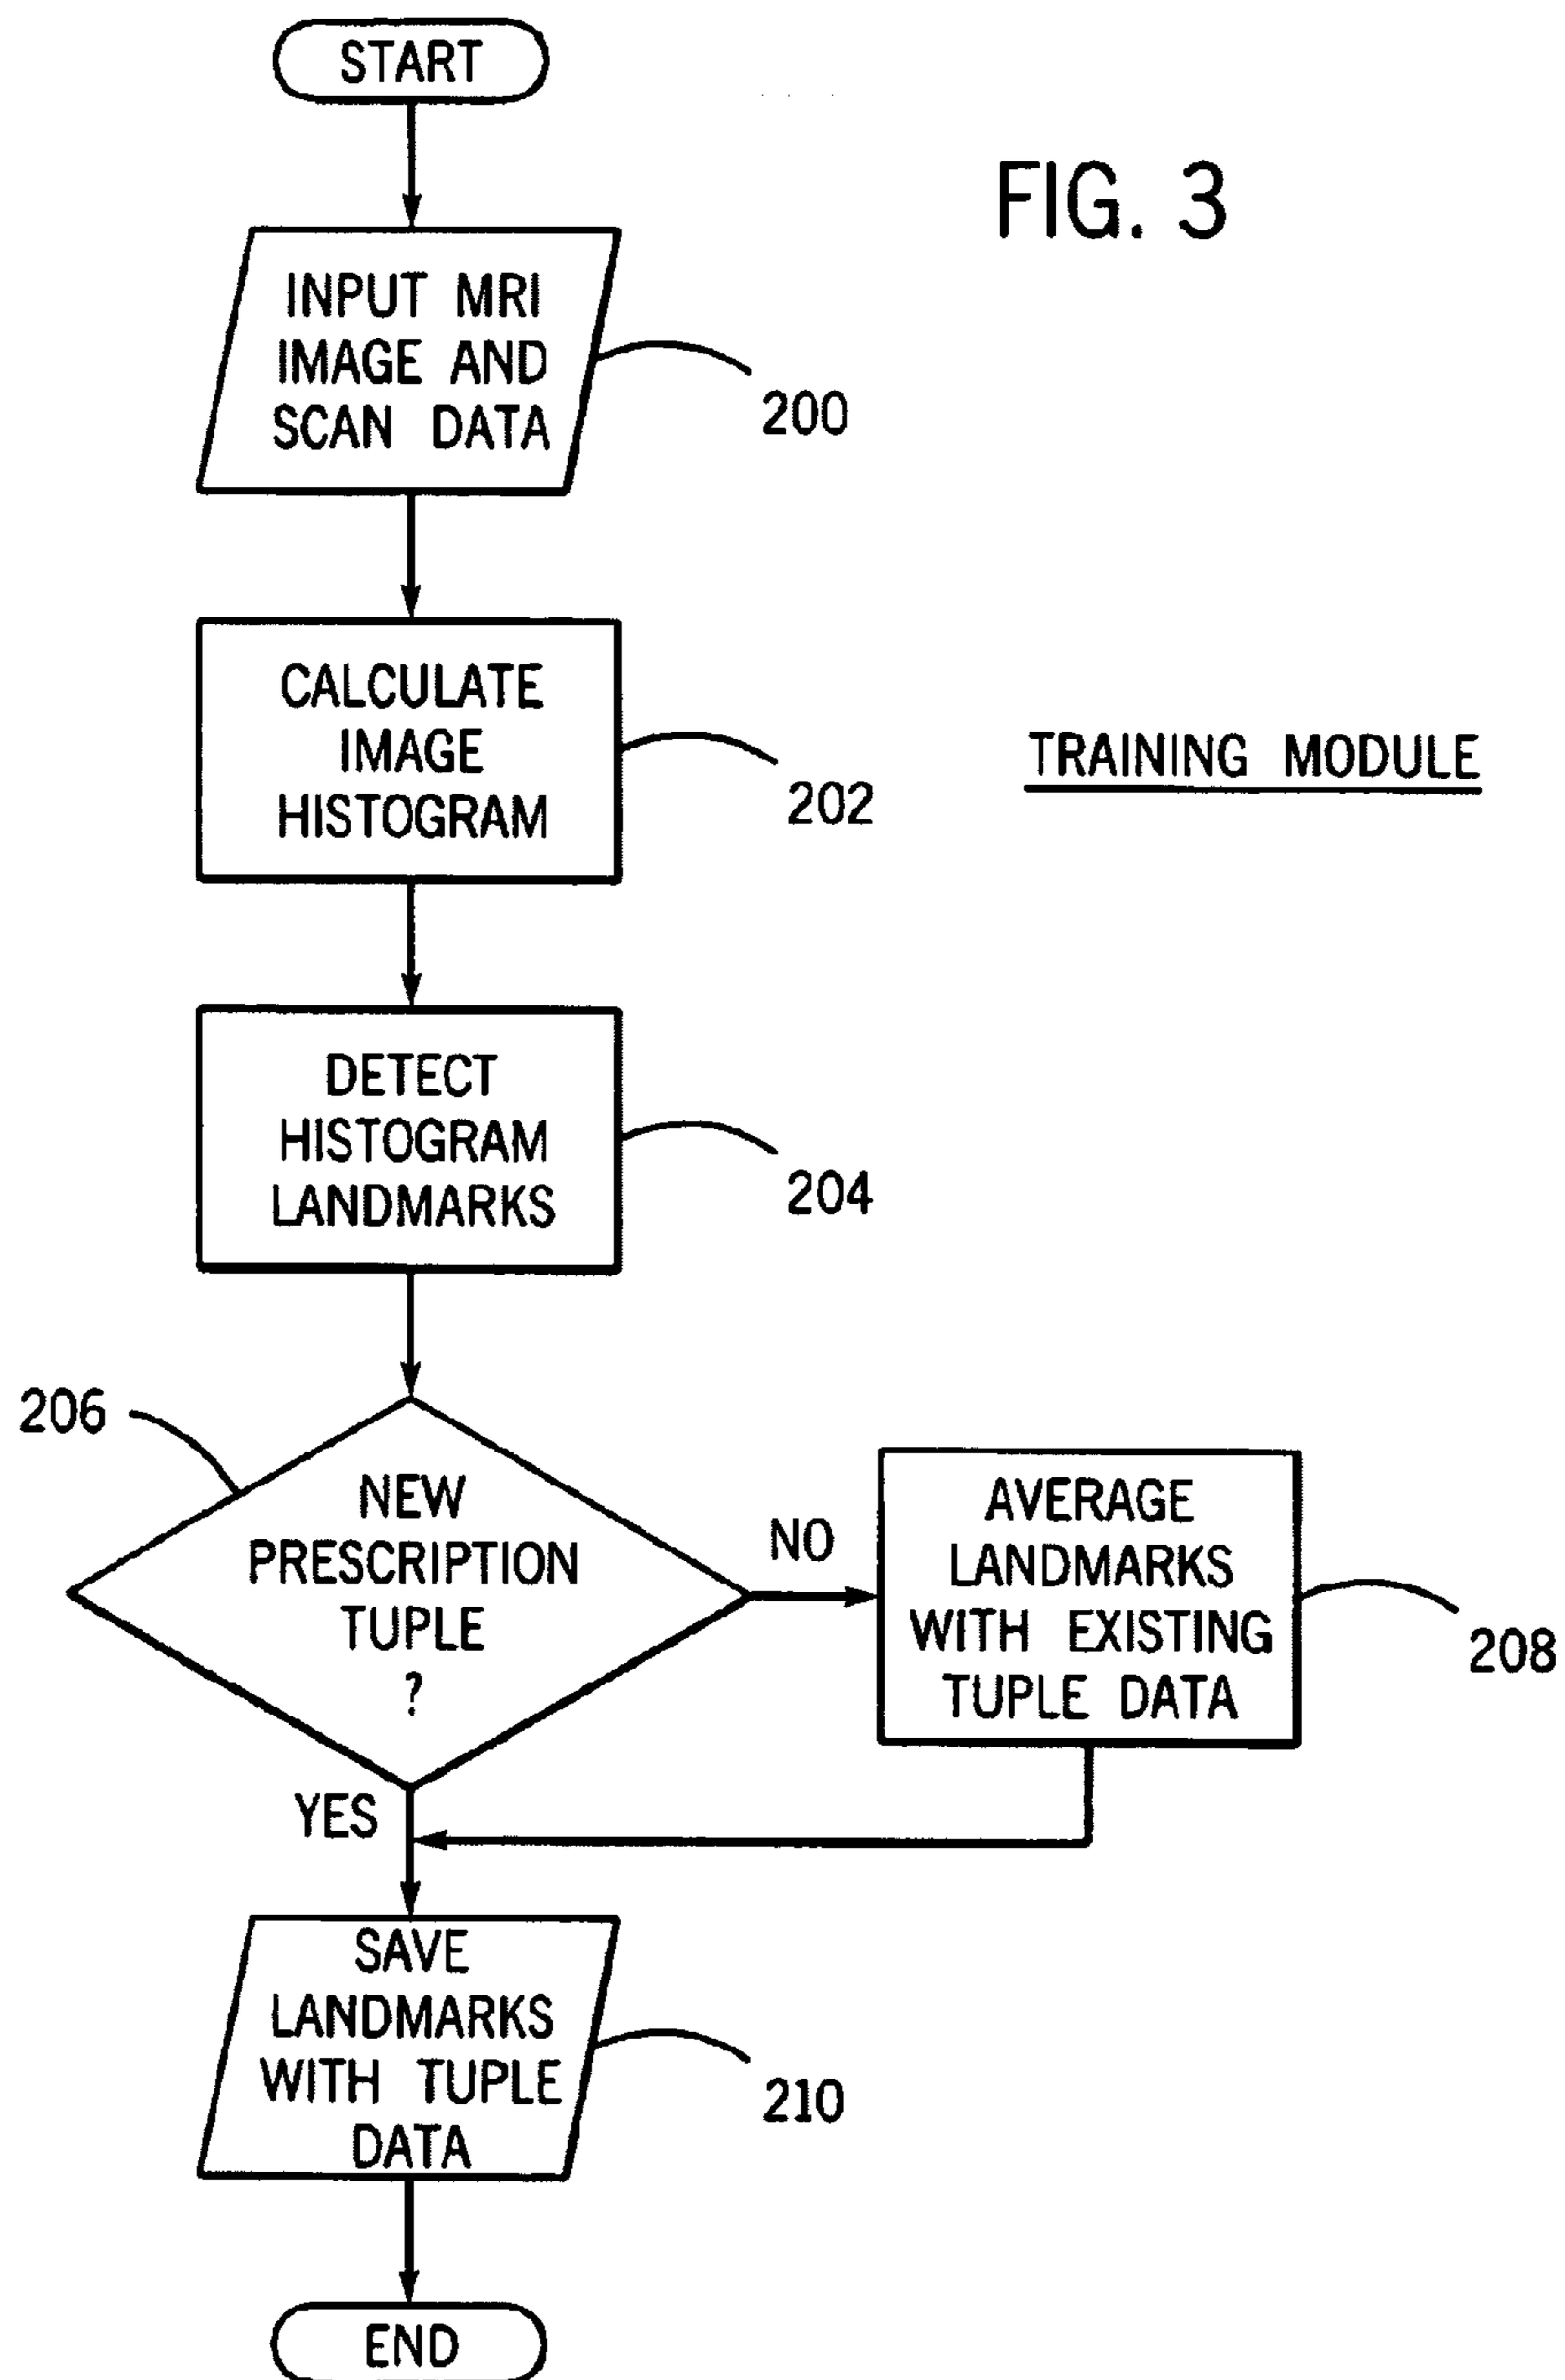 START
FIG. 3
INPUT MRI
IMAGE AND
SCAN DATA
200
CALCULATE
IMAGE
HISTOGRAM
202
TRAINING MODULE
DETECT
HISTOGRAM
LANDMARKS
204
206
NEW
PRESCRIPTION
TUPLE
?
NO
AVERAGE
LANDMARKS
WITH EXISTING
TUPLE DATA
208
YES
SAVE
LANDMARKS
WITH TUPLE
DATA
210
END